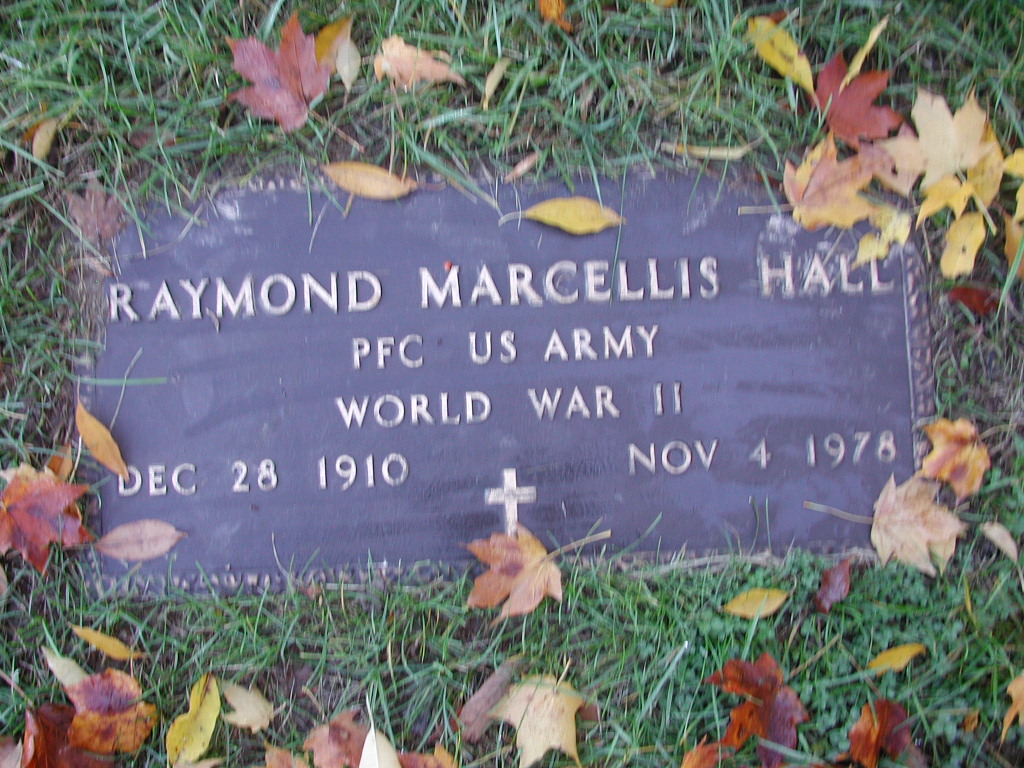 RAYMOND MARCELLIS HALL
PFC US ARMY
WORLD WAR II
DEC 28 1910 NOV 4 1978